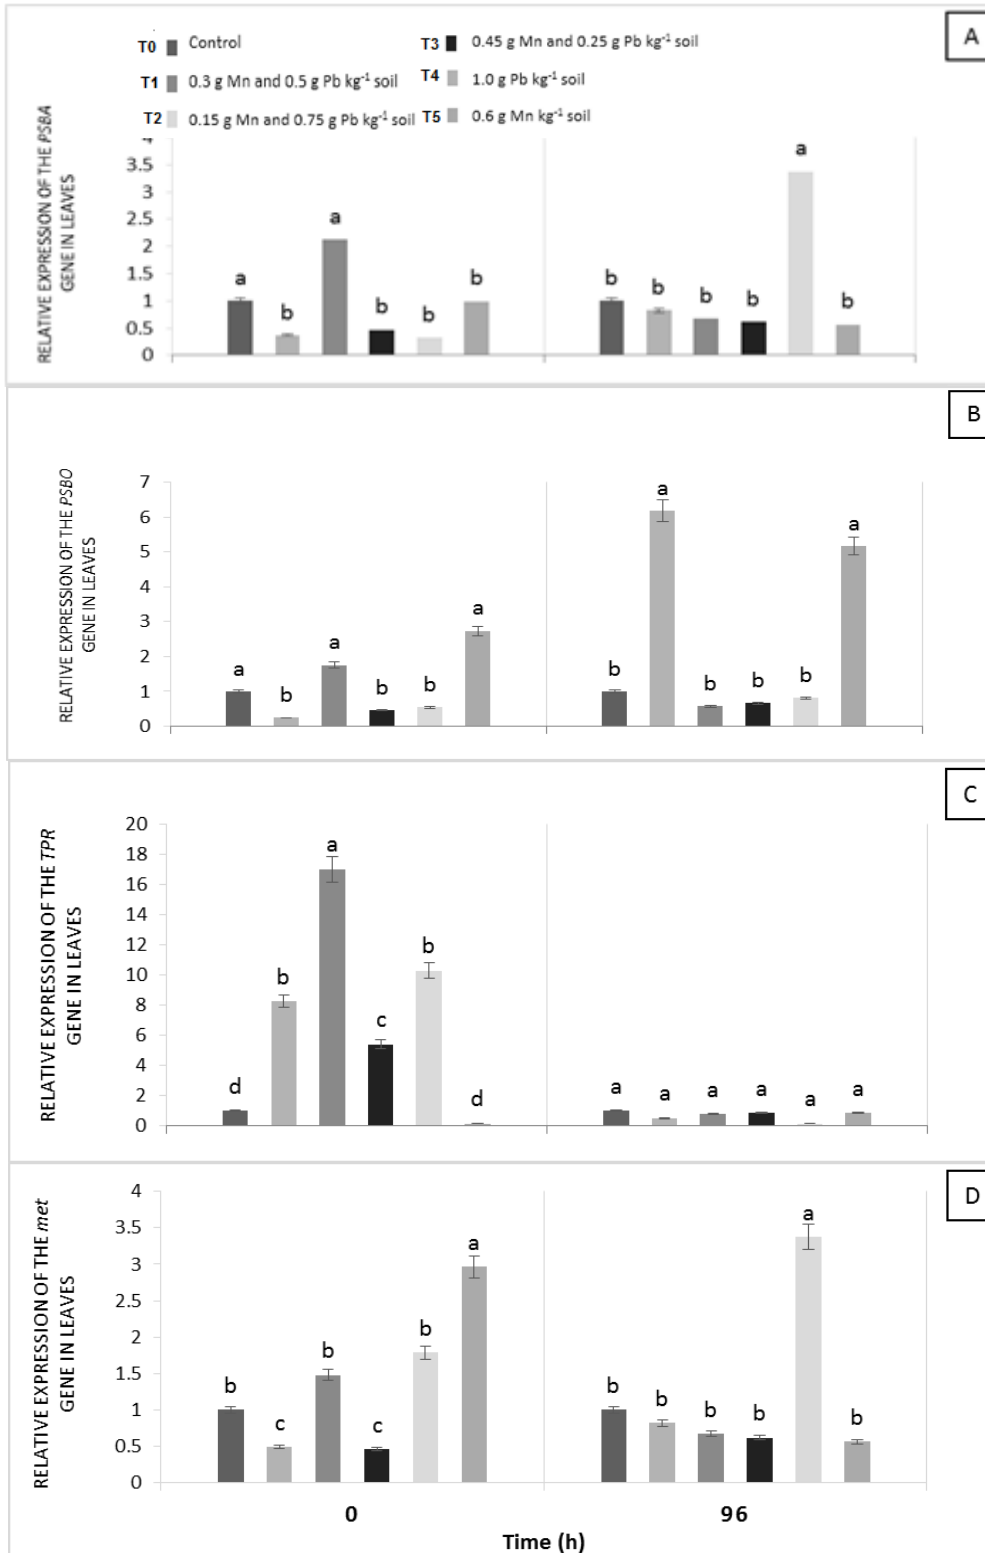 A
T0 Control
T3 0.45 g Mn and 0.25 g Pb kg⁻¹ soil
T1 0.3 g Mn and 0.5 g Pb kg⁻¹ soil
T4 1.0 g Pb kg⁻¹ soil
T2 0.15 g Mn and 0.75 g Pb kg⁻¹ soil
T5 0.6 g Mn kg⁻¹ soil
RELATIVE EXPRESSION OF THE PSBA
GENE IN LEAVES
4
3.5
3
2.5
2
1.5
1
0.5
0
a b a b b b
b b b b a b
B
RELATIVE EXPRESSION OF THE PSBO
GENE IN LEAVES
7
6
5
4
3
2
1
0
a b a b b a
b a b b b a
C
RELATIVE EXPRESSION OF THE TPR
GENE IN LEAVES
20
18
16
14
12
10
8
6
4
2
0
d b a c b d
a a a a a a
D
RELATIVE EXPRESSION OF THE met
GENE IN LEAVES
4
3.5
3
2.5
2
1.5
1
0.5
0
b c b c b a
b b b b a b
0 96
Time (h)